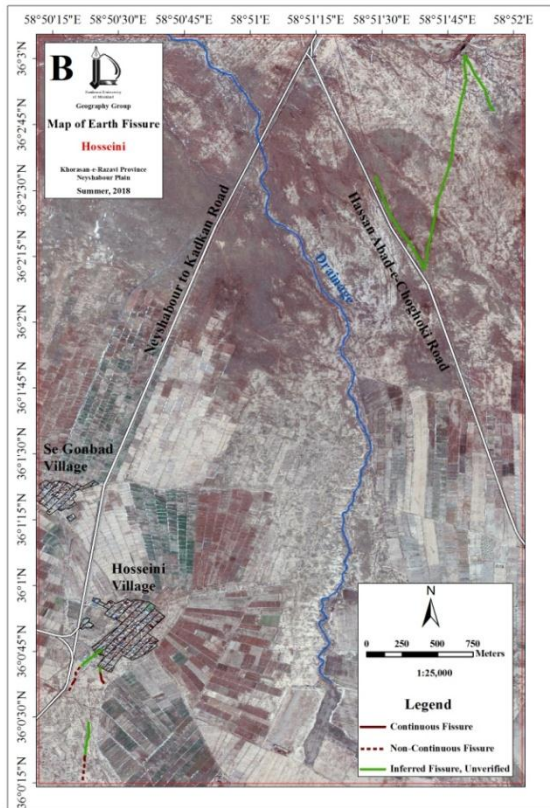 58°50'15"E 58°50'30"E 58°50'45"E 58°51'E 58°51'15"E 58°51'30"E 58°51'45"E 58°52'E
36°3'N
36°2'45"N
36°2'30"N
36°2'15"N
36°2'N
36°1'45"N
36°1'30"N
36°1'15"N
36°1'N
36°0'45"N
36°0'30"N
36°0'15"N
B
Geography Group
Map of Earth Fissure
Hosseini
Khorasan-e-Razavi Province
Neyshabour Plain
Summer, 2018
Neyshabour to Kadkan Road
Drainage
Hassan Abad-e-Choghoki Road
Se Gonbad
Village
Hosseini
Village
N
0 250 500 750
Meters
1:25,000
Legend
Continuous Fissure
Non-Continuous Fissure
Inferred Fissure, Unverified